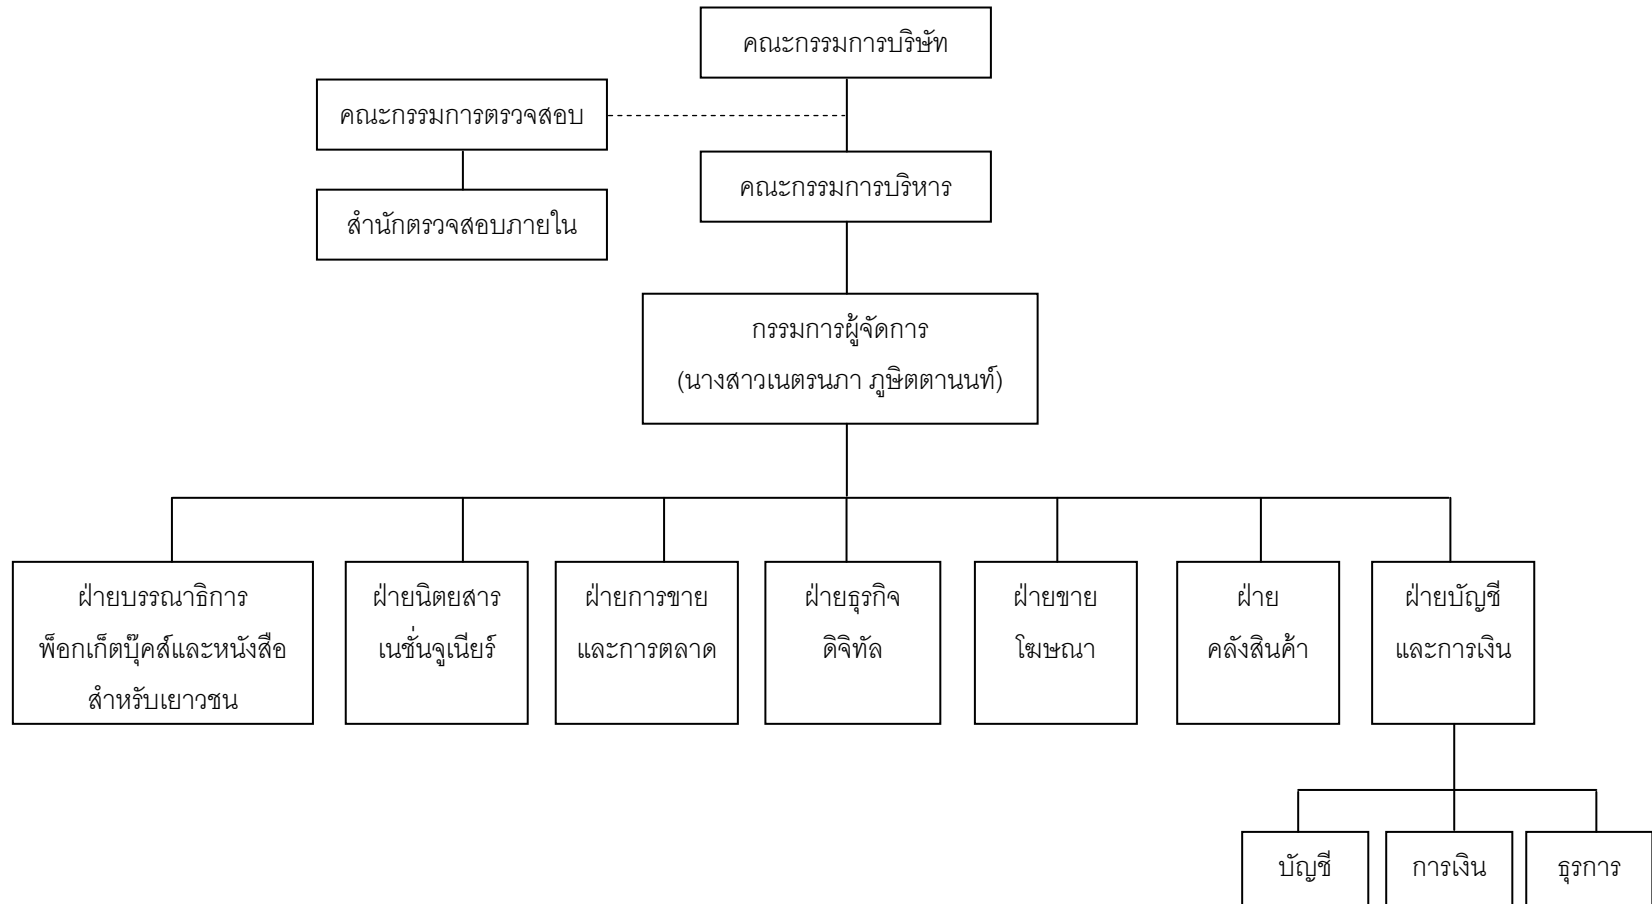 คณะกรรมการบริษัท
คณะกรรมการตรวจสอบ
คณะกรรมการบริหาร
สำนักตรวจสอบภายใน
กรรมการผู้จัดการ
(นางสาวเนตรนภา ภูษิตตานนท์)
ฝ่ายบรรณาธิการ
พ็อกเก็ตบุ๊คส์และหนังสือ
สำหรับเยาวชน
ฝ่ายนิตยสาร
เนชั่นจูเนียร์
ฝ่ายการขาย
และการตลาด
ฝ่ายธุรกิจ
ดิจิทัล
ฝ่ายขาย
โฆษณา
ฝ่าย
คลังสินค้า
ฝ่ายบัญชี
และการเงิน
บัญชี
การเงิน
ธุรการ